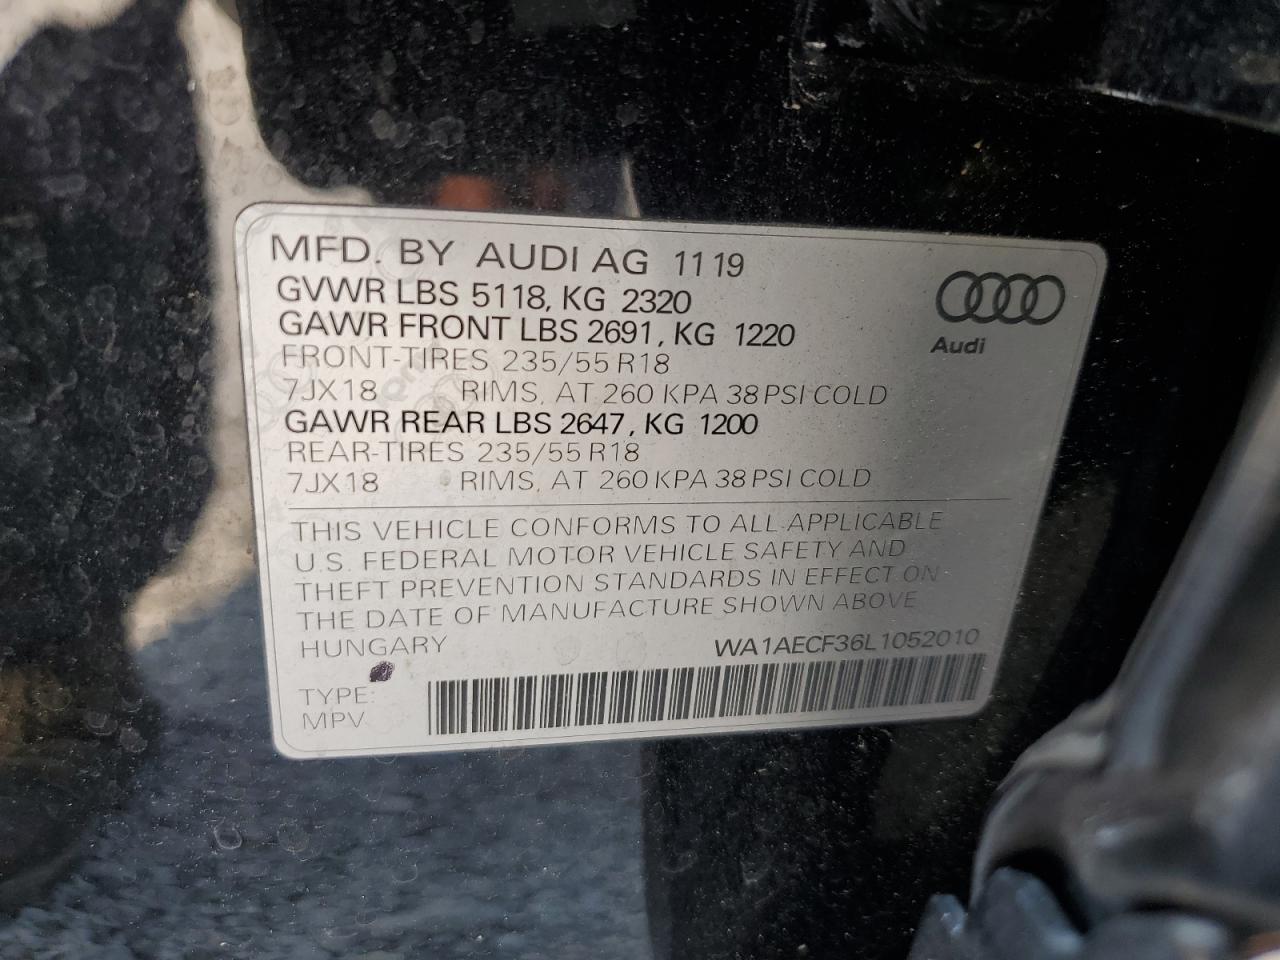 MFD. BY AUDI AG 11 19
GVWR LBS 5118, KG 2320
GAWR FRONT LBS 2691, KG 1220
FRONT-TIRES 235/55 R18
7JX18 RIMS, AT 260 KPA 38 PSI COLD
GAWR REAR LBS 2647, KG 1200
REAR-TIRES 235/55 R18
7JX18 RIMS, AT 260 KPA 38 PSI COLD
Audi
THIS VEHICLE CONFORMS TO ALL APPLICABLE
U.S. FEDERAL MOTOR VEHICLE SAFETY AND
THEFT PREVENTION STANDARDS IN EFFECT ON
THE DATE OF MANUFACTURE SHOWN ABOVE
HUNGARY WA1AECF36L1052010
TYPE:
MPV